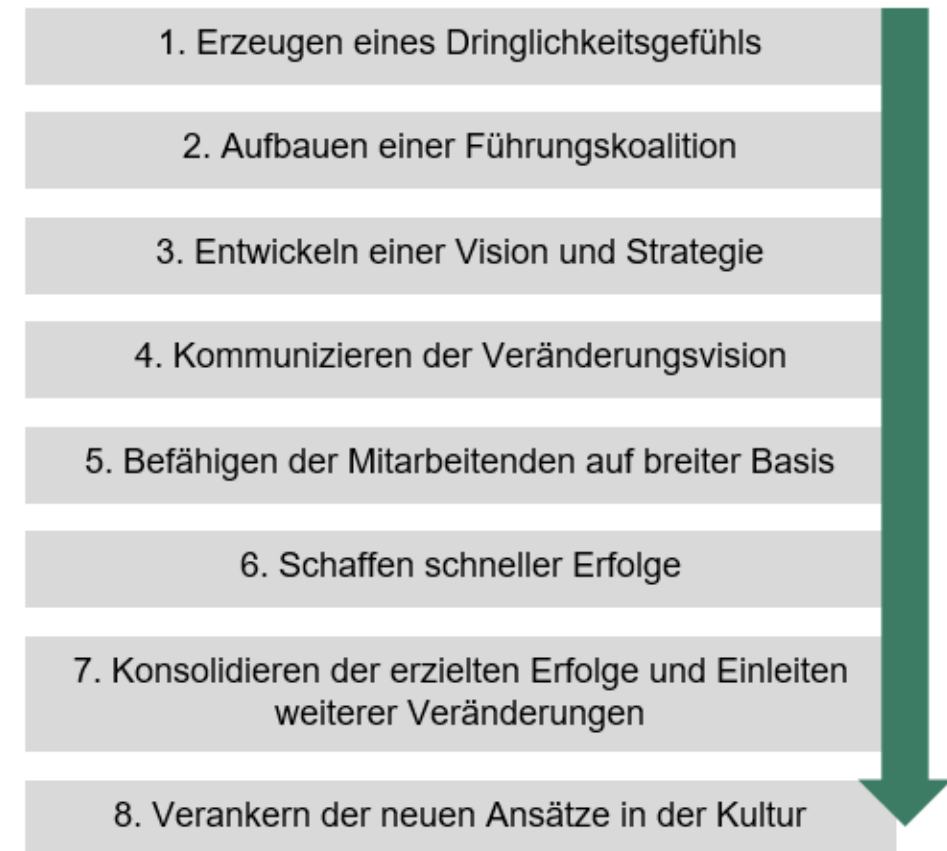 1. Erzeugen eines Dringlichkeitsgefühls
2. Aufbauen einer Führungskoalition
3. Entwickeln einer Vision und Strategie
4. Kommunizieren der Veränderungsvision
5. Befähigen der Mitarbeitenden auf breiter Basis
6. Schaffen schneller Erfolge
7. Konsolidieren der erzielten Erfolge und Einleiten
weiterer Veränderungen
8. Verankern der neuen Ansätze in der Kultur